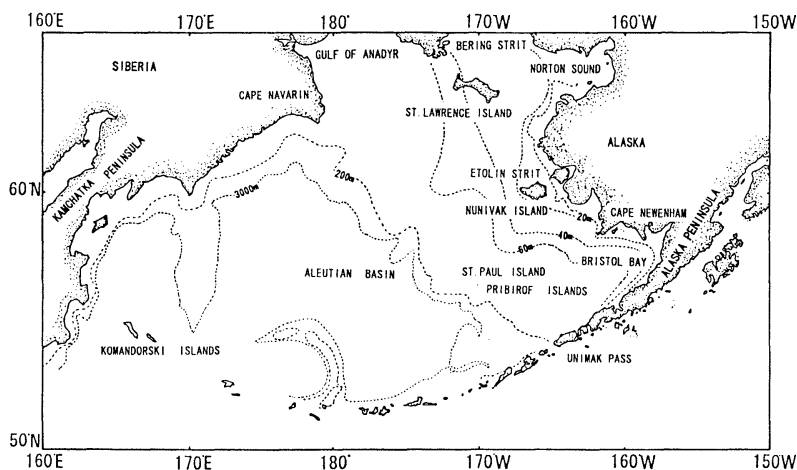 160°E 170°E 180° 170°W 160°W 150W
GULF OF ANADYR
BERING STRIT
SIBERIA
NORTON SOUND
CAPE NAVARIN
ST. LAWRENCE ISLAND
ALASKA
KAMCHATKA PENINSULA
ETOLIN STRIT
200m
3000m
60°N
NUNIVAK ISLAND
20m
CAPE NEWENHAM
ALASKA PENINSULA
40m
60m
BRISTOL BAY
ALEUTIAN BASIN
ST. PAUL ISLAND
PRIBIROF ISLANDS
KOMANDORSKI ISLANDS
UNIMAK PASS
50°N
160°E 170°E 180 170°W 160°W 150W